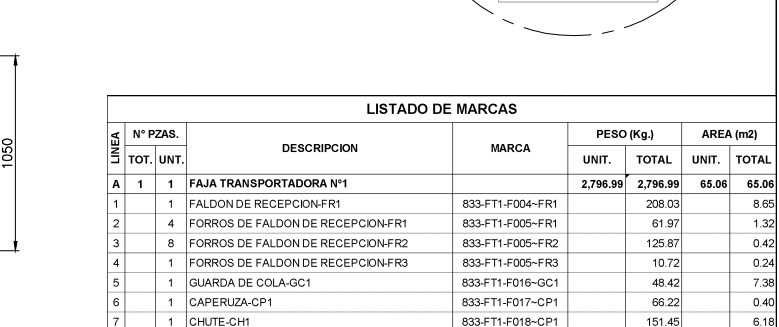 1050
LISTADO DE MARCAS
LINEA N° PZAS. DESCRIPCION MARCA PESO (Kg.) AREA (m2)
TOT. UNT. UNIT. TOTAL UNIT. TOTAL
A 1 1 FAJA TRANSPORTADORA Nº1 2,796.99 2,796.99 65.06 65.06
1 1 FALDON DE RECEPCION-FR1 833-FT1-F004~FR1 208.03 8.65
2 4 FORROS DE FALDON DE RECEPCION-FR1 833-FT1-F005~FR1 61.97 1.32
3 8 FORROS DE FALDON DE RECEPCION-FR2 833-FT1-F005~FR2 125.87 0.42
4 1 FORROS DE FALDON DE RECEPCION-FR3 833-FT1-F005~FR3 10.72 0.24
5 1 GUARDA DE COLA-GC1 833-FT1-F016~GC1 48.42 7.38
6 1 CAPERUZA-CP1 833-FT1-F017~CP1 66.22 0.40
7 1 CHUTE-CH1 833-FT1-F018~CP1 151.45 6.18